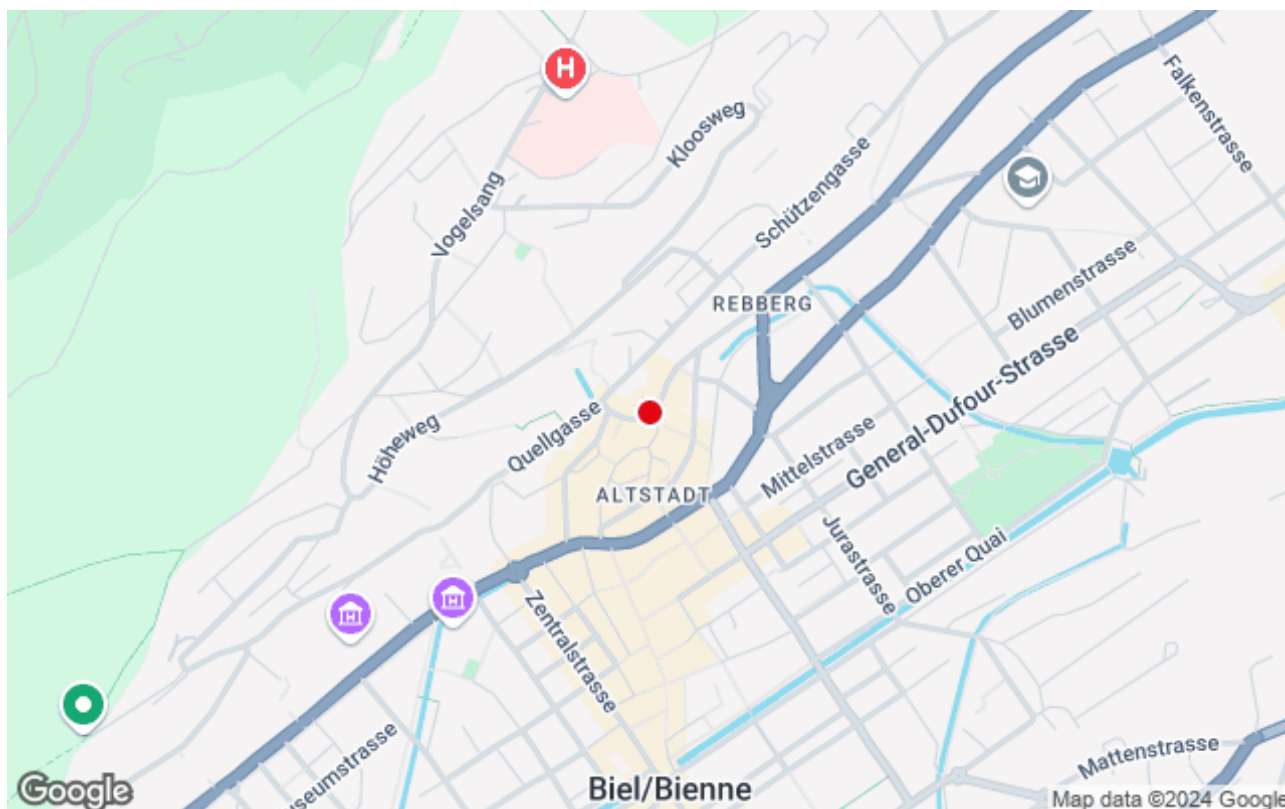 Falkenstrasse
Kloosweg
Schützengasse
Vogelsang
Blumenstrasse
REBBERG
General-Dufour-Strasse
Höheweg
Quellgasse
Mittelstrasse
ALTSTADT
Jurastrasse
Oberer Quai
Zentralstrasse
useumstrasse
Mattenstrasse
Biel/Bienne
Google
Map data ©2024 Google